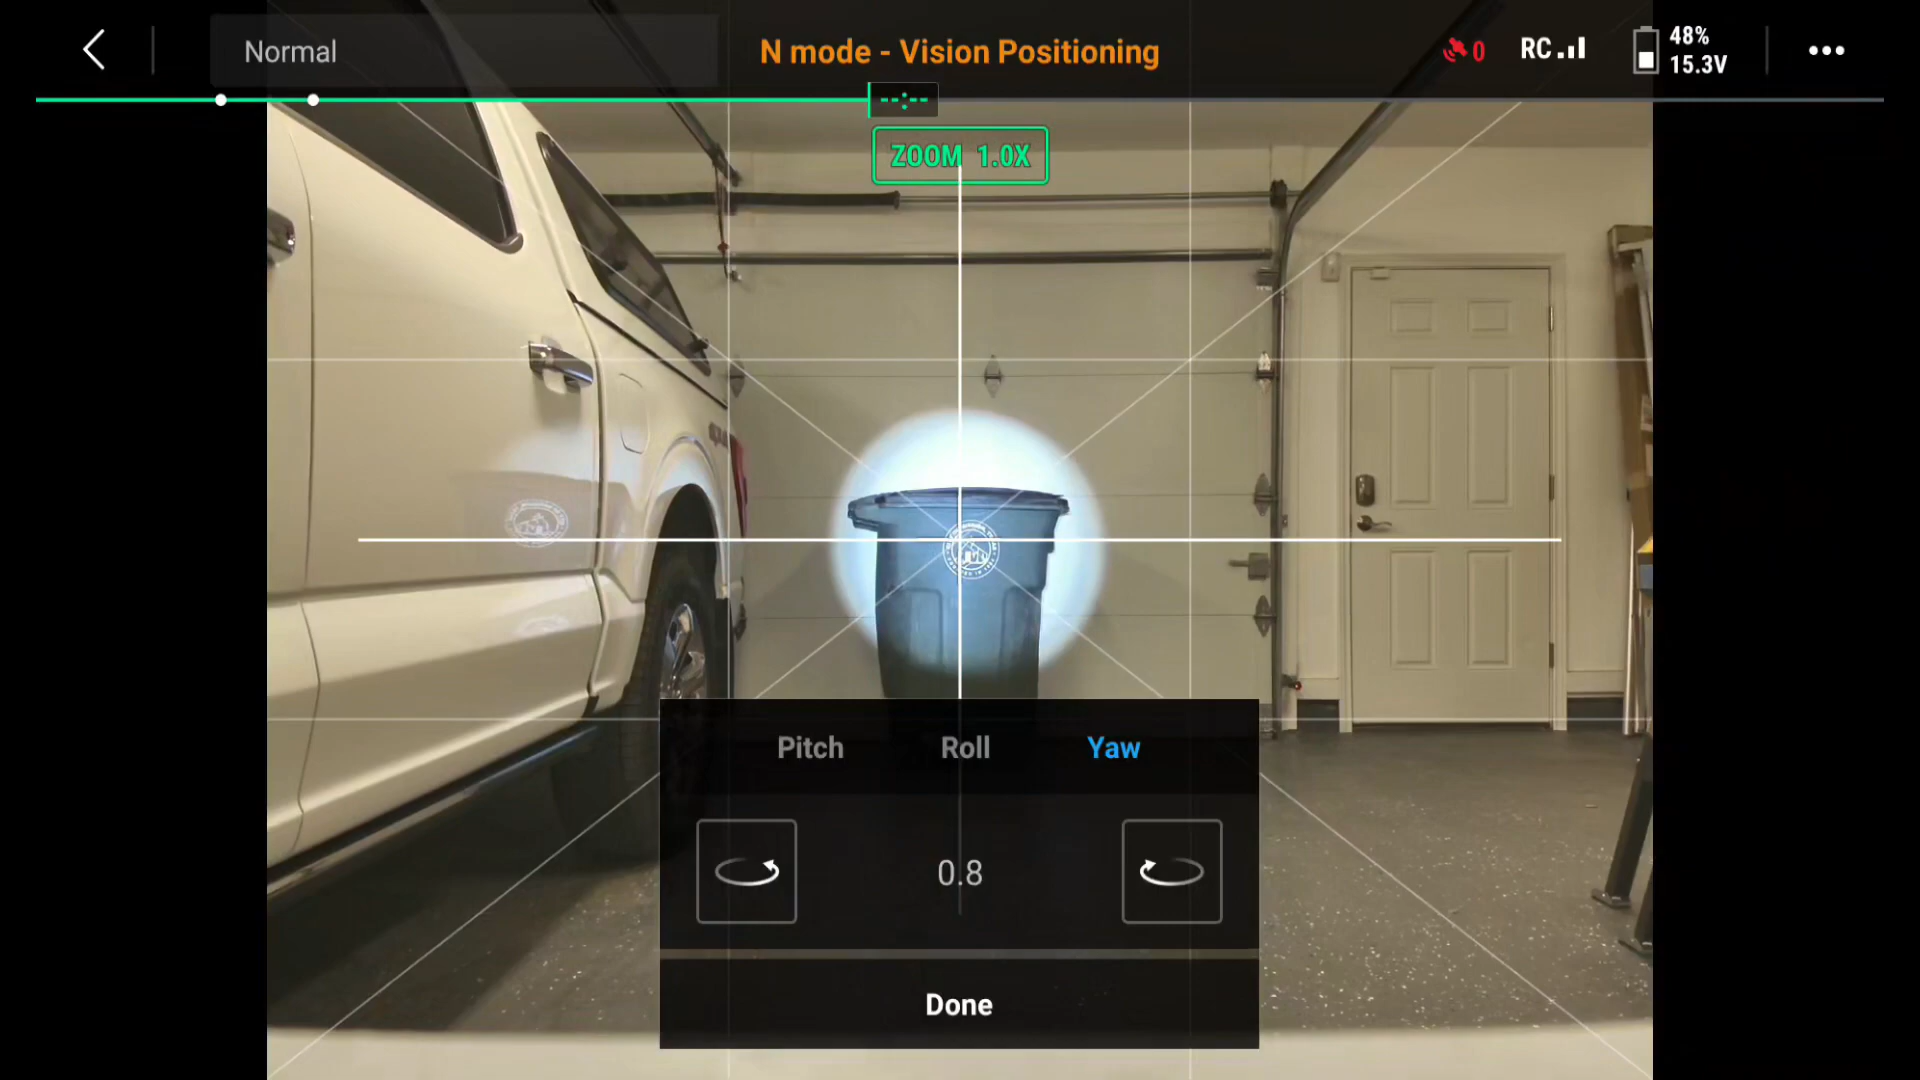 Normal
N mode - Vision Positioning
0
RC
48%
15.3V
--:--
ZOOM 1.0X
Pitch
Roll
Yaw
0.8
Done